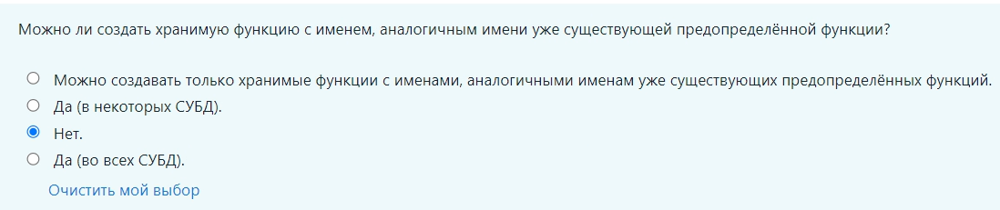 Можно ли создать хранимую функцию с именем, аналогичным имени уже существующей предопределённой функции?
Можно создавать только хранимые функции с именами, аналогичными именам уже существующих предопределённых функций.
Да (в некоторых СУБД).
Нет.
Да (во всех СУБД).
Очистить мой выбор